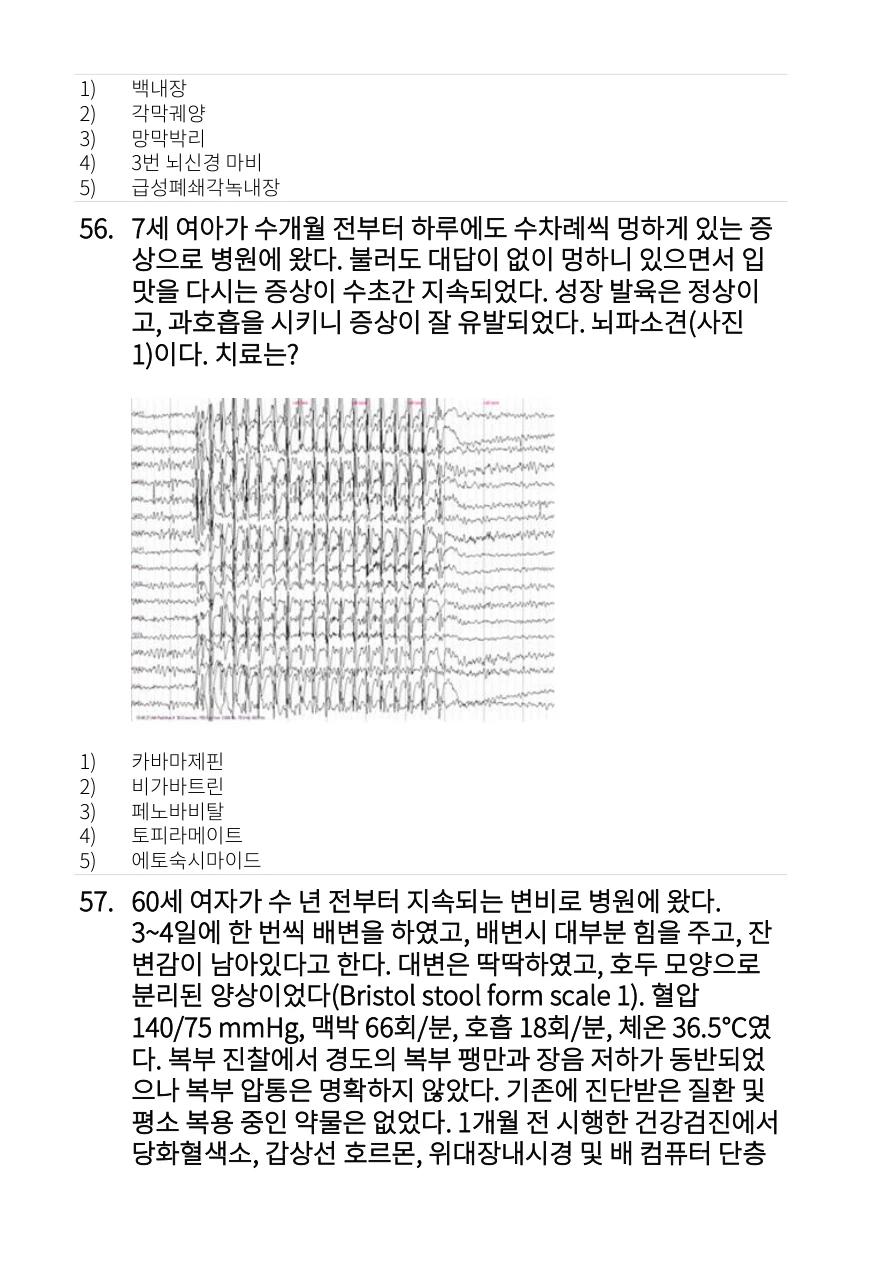 1) 백내장
2) 각막궤양
3) 망막박리
4) 3번 뇌신경 마비
5) 급성폐쇄각녹내장
56. 7세 여아가 수개월 전부터 하루에도 수차례씩 멍하게 있는 증
상으로 병원에 왔다. 불러도 대답이 없이 멍하니 있으면서 입
맛을 다시는 증상이 수초간 지속되었다. 성장 발육은 정상이
고, 과호흡을 시키니 증상이 잘 유발되었다. 뇌파소견(사진
1)이다. 치료는?
1) 카바마제핀
2) 비가바트린
3) 페노바비탈
4) 토피라메이트
5) 에토숙시마이드
57. 60세 여자가 수 년 전부터 지속되는 변비로 병원에 왔다.
3~4일에 한 번씩 배변을 하였고, 배변시 대부분 힘을 주고, 잔
변감이 남아있다고 한다. 대변은 딱딱하였고, 호두 모양으로
분리된 양상이었다(Bristol stool form scale 1). 혈압
140/75 mmHg, 맥박 66회/분, 호흡 18회/분, 체온 36.5℃였
다. 복부 진찰에서 경도의 복부 팽만과 장음 저하가 동반되었
으나 복부 압통은 명확하지 않았다. 기존에 진단받은 질환 및
평소 복용 중인 약물은 없었다. 1개월 전 시행한 건강검진에서
당화혈색소, 갑상선 호르몬, 위대장내시경 및 배 컴퓨터 단층